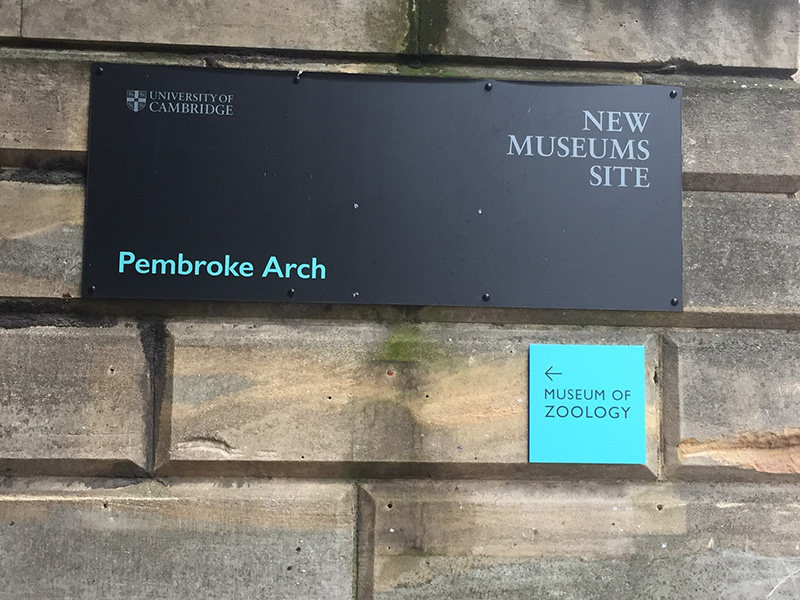 UNIVERSITY OF
CAMBRIDGE
NEW
MUSEUMS
SITE
Pembroke Arch
←
MUSEUM OF
ZOOLOGY